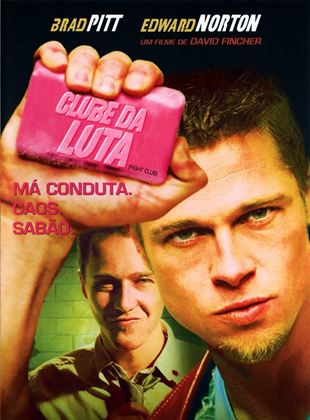 BRAD PITT EDWARD NORTON
UM FILME DE DAVID FINCHER
CLUBE DA
LUTA
(FIGHT CLUB)
MÁ CONDUTA.
CAOS.
SABÃO.